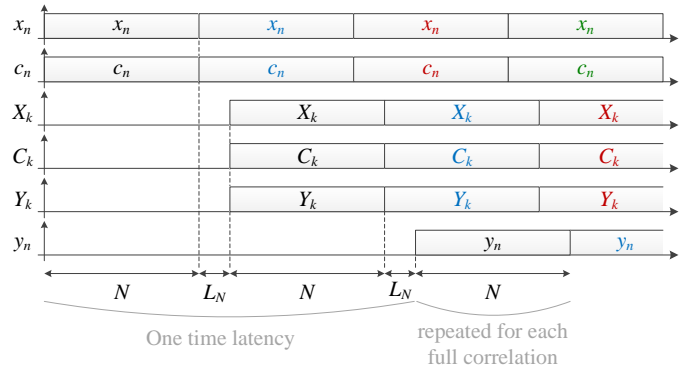 x_n x_n x_n x_n x_n
c_n c_n c_n c_n c_n
X_k X_k X_k X_k
C_k C_k C_k C_k
Y_k Y_k Y_k Y_k
y_n y_n y_n
N L_N N L_N N
One time latency
repeated for each
full correlation